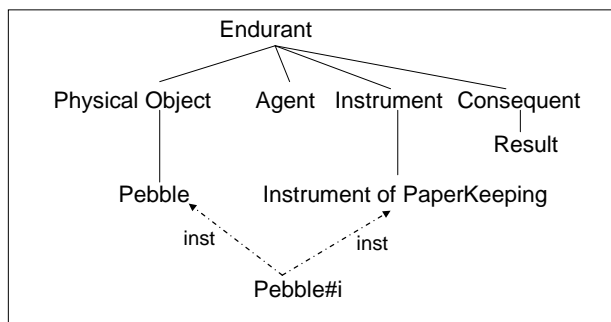 Endurant
Physical Object Agent Instrument Consequent
Result
Pebble Instrument of PaperKeeping
inst inst
Pebble#i